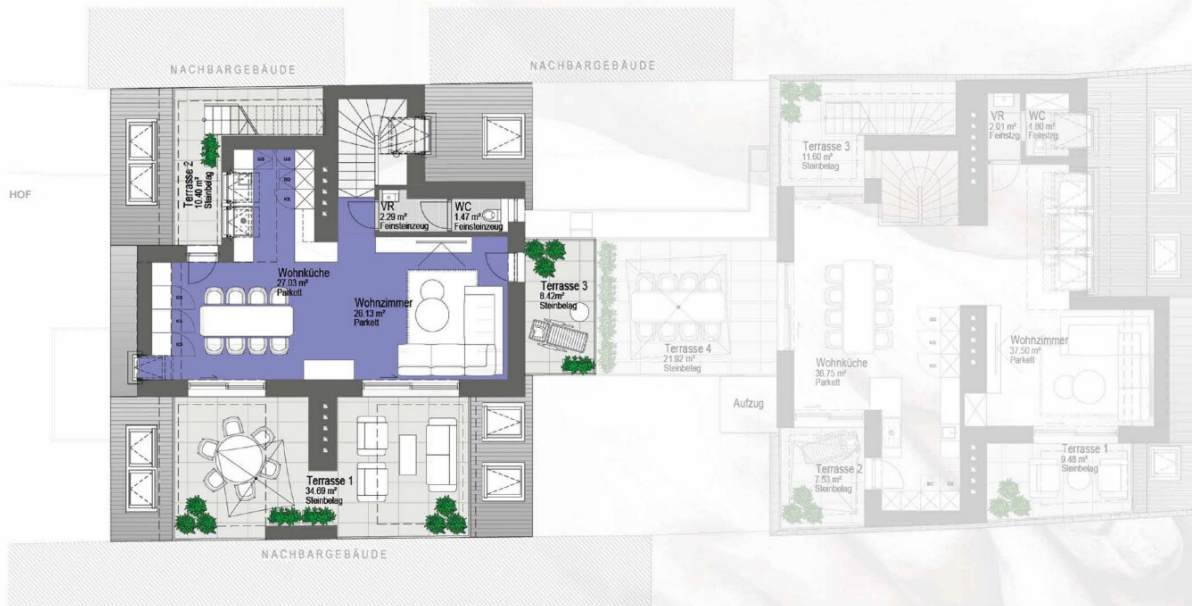 NACHBARGEBÄUDE
NACHBARGEBÄUDE
HOF
Terrasse 2
10.40 m²
Steinbelag
VR
2.29 m²
Feinsteinzeug
WC
1.47 m²
Feinsteinzeug
Wohnküche
27.03 m²
Parkett
Wohnzimmer
26.13 m²
Parkett
Terrasse 3
8.42m²
Steinbelag
Terrasse 1
34.69 m²
Steinbelag
NACHBARGEBÄUDE
Terrasse 3
11.60 m²
Steinbelag
VR
2.01 m²
Feinstzg.
WC
1.60 m²
Feinstzg.
Terrasse 4
21.92 m²
Steinbelag
Wohnküche
36.75 m²
Parkett
Wohnzimmer
37.50 m²
Parkett
Aufzug
Terrasse 2
7.53 m²
Steinbelag
Terrasse 1
9.48 m²
Steinbelag